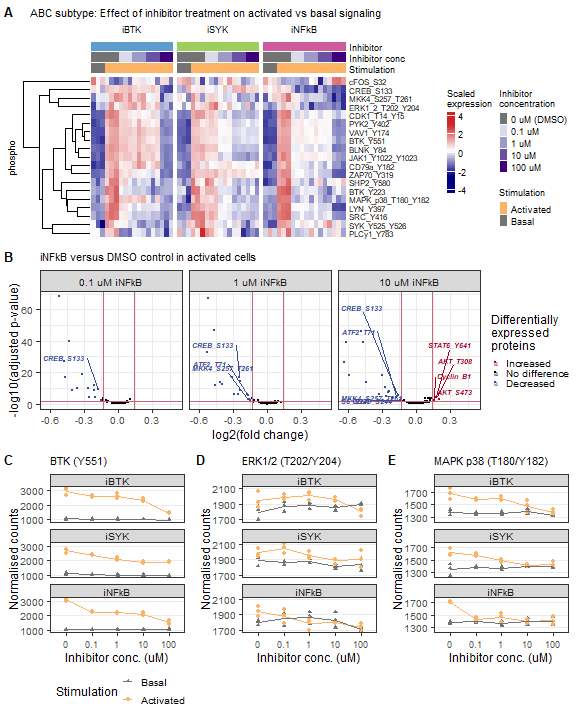 A ABC subtype: Effect of inhibitor treatment on activated vs basal signaling
iBTK iSYK iNFkB
Inhibitor
Inhibitor conc
Stimulation
cFOS_S32
CREB_S133
MKK4_S257_T261
ERK1_2_T202_Y204
CDK1_T14_Y15
PYK2_Y402
VAV1_Y174
BTK_Y551
BLNK_Y84
JAK1_Y1022_Y1023
CD79a_Y182
ZAP70_Y319
SHP2_Y580
BTK_Y223
MAPK_p38_T180_Y182
LYN_Y397
SRC_Y416
SYK_Y525_Y526
PLCy1_Y783
phospho
Scaled expression
4
2
0
-2
-4
Inhibitor concentration
0 uM (DMSO)
0.1 uM
1 uM
10 uM
100 uM
Stimulation
Activated
Basal
B iNFkB versus DMSO control in activated cells
0.1 uM iNFkB 1 uM iNFkB 10 uM iNFkB
-log10(adjusted p-value)
60
40
20
0
CREB_S133
CREB_S133
ATF2_T71
MKK4_S257_T261
CREB_S133
ATF2_T71
STAT6_Y641
AKT_T308
Cyclin_B1
AKT_S473
-0.6 -0.3 0.0 0.3 -0.6 -0.3 0.0 0.3 -0.6 -0.3 0.0 0.3
log2(fold change)
Differentially expressed proteins
Increased
No difference
Decreased
C BTK (Y551)
iBTK
3000
2000
1000
iSYK
3000
2000
1000
iNFkB
3000
2000
1000
Normalised counts
0 0.1 1 10 100
Inhibitor conc. (uM)
D ERK1/2 (T202/Y204)
iBTK
2100
1900
1700
iSYK
2100
1900
1700
iNFkB
2100
1900
1700
Normalised counts
0 0.1 1 10 100
Inhibitor conc. (uM)
E MAPK p38 (T180/Y182)
iBTK
1700
1500
1300
iSYK
1700
1500
1300
iNFkB
1700
1500
1300
Normalised counts
0 0.1 1 10 100
Inhibitor conc. (uM)
Stimulation
Basal
Activated